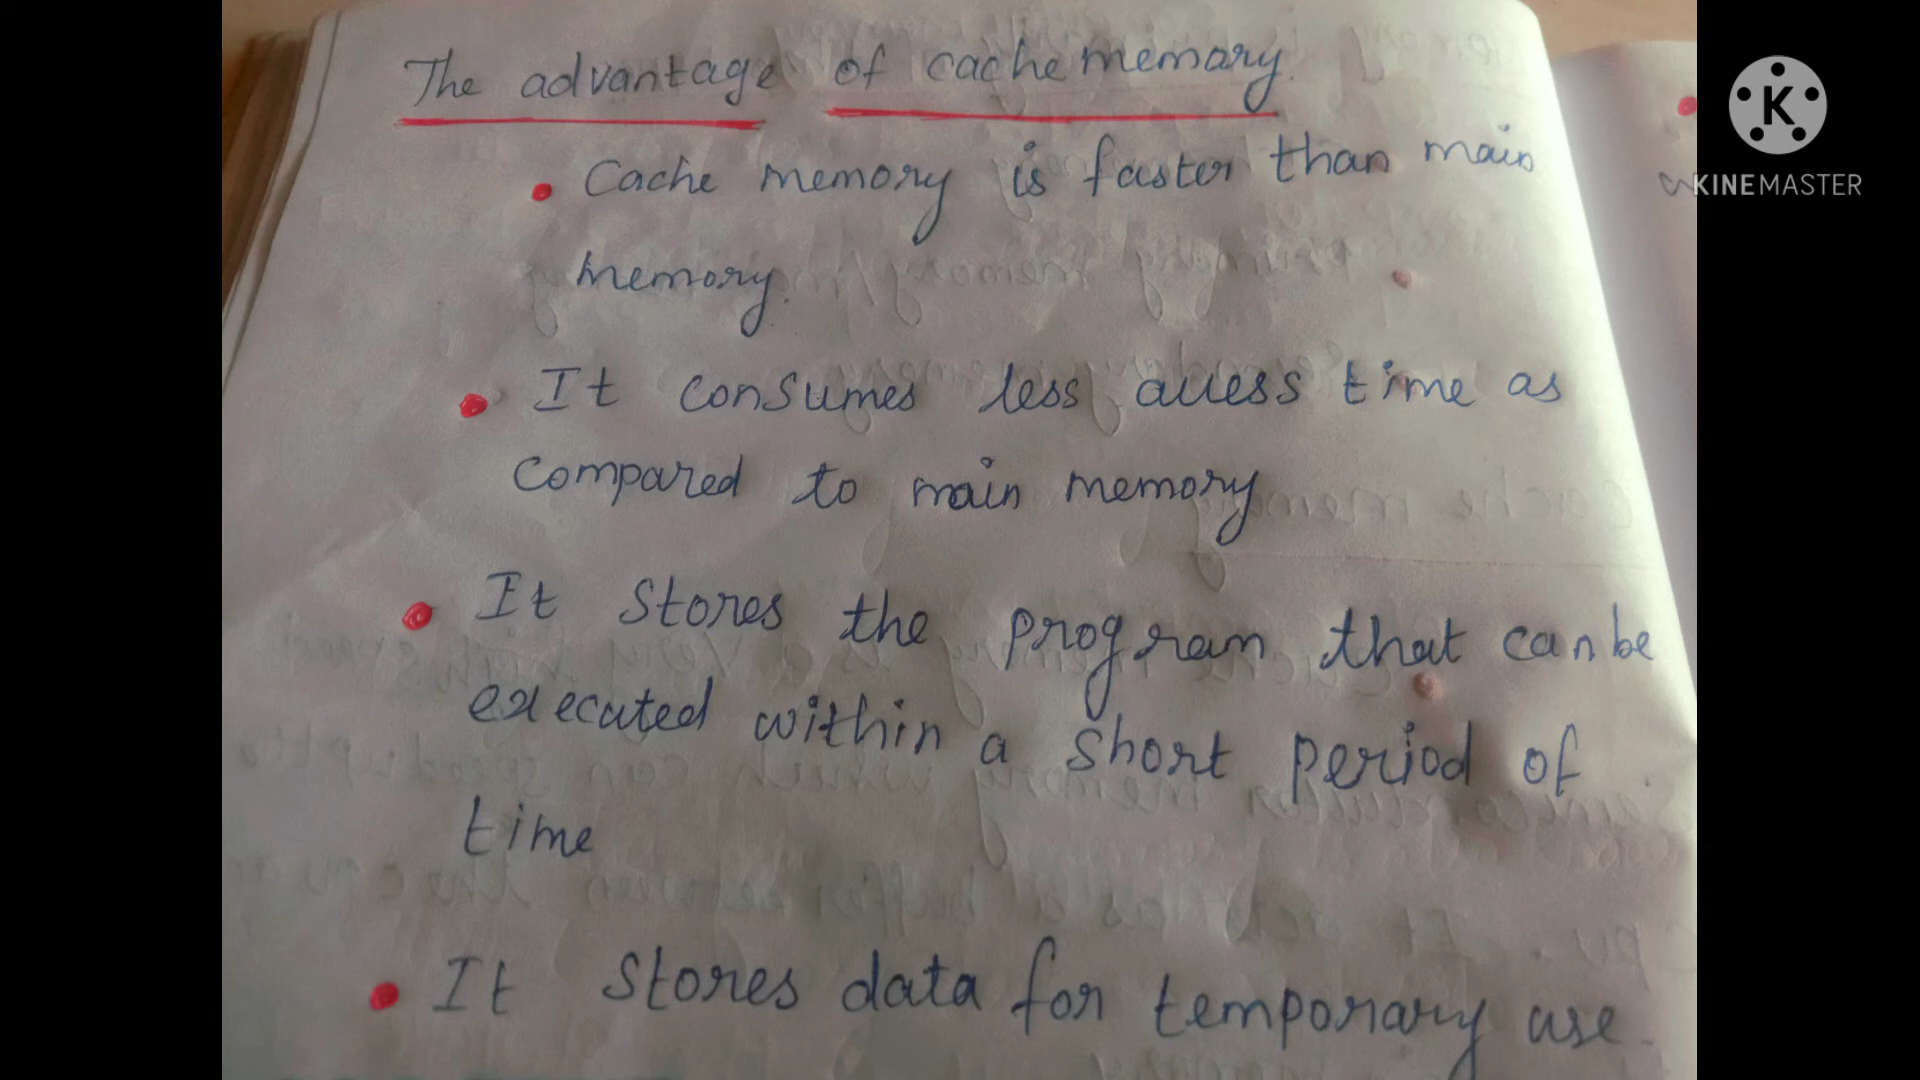 The advantage of cache memory.
Cache memory is faster than main
memory.
It consumes less access time as
compared to main memory
It stores the program that can be
executed within a short period of
time
It stores data for temporary use.
K
KINEMASTER